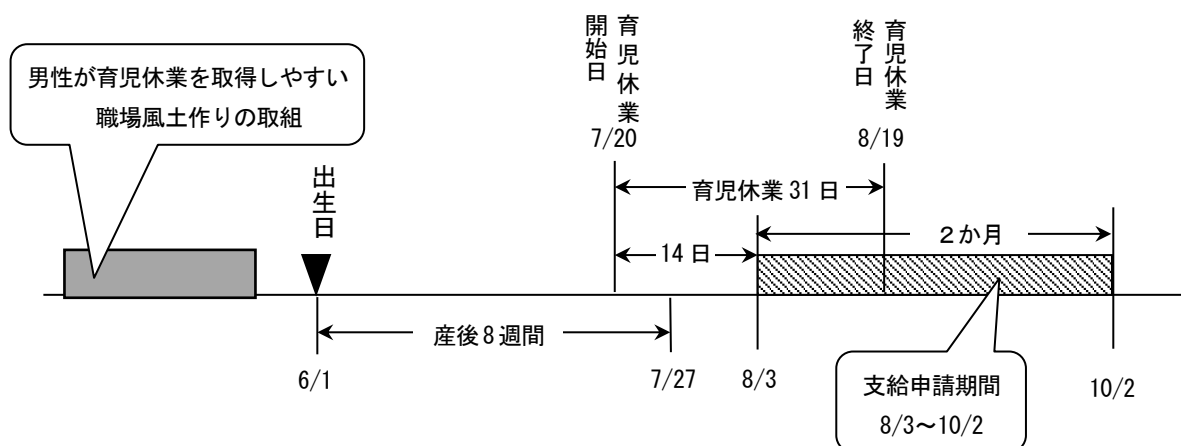 男性が育児休業を取得しやすい
職場風土作りの取組
出生日
育児休業
開始日
7/20
育児休業
終了日
8/19
育児休業 31 日
14 日
２か月
産後８週間
6/1
7/27
8/3
10/2
支給申請期間
8/3～10/2